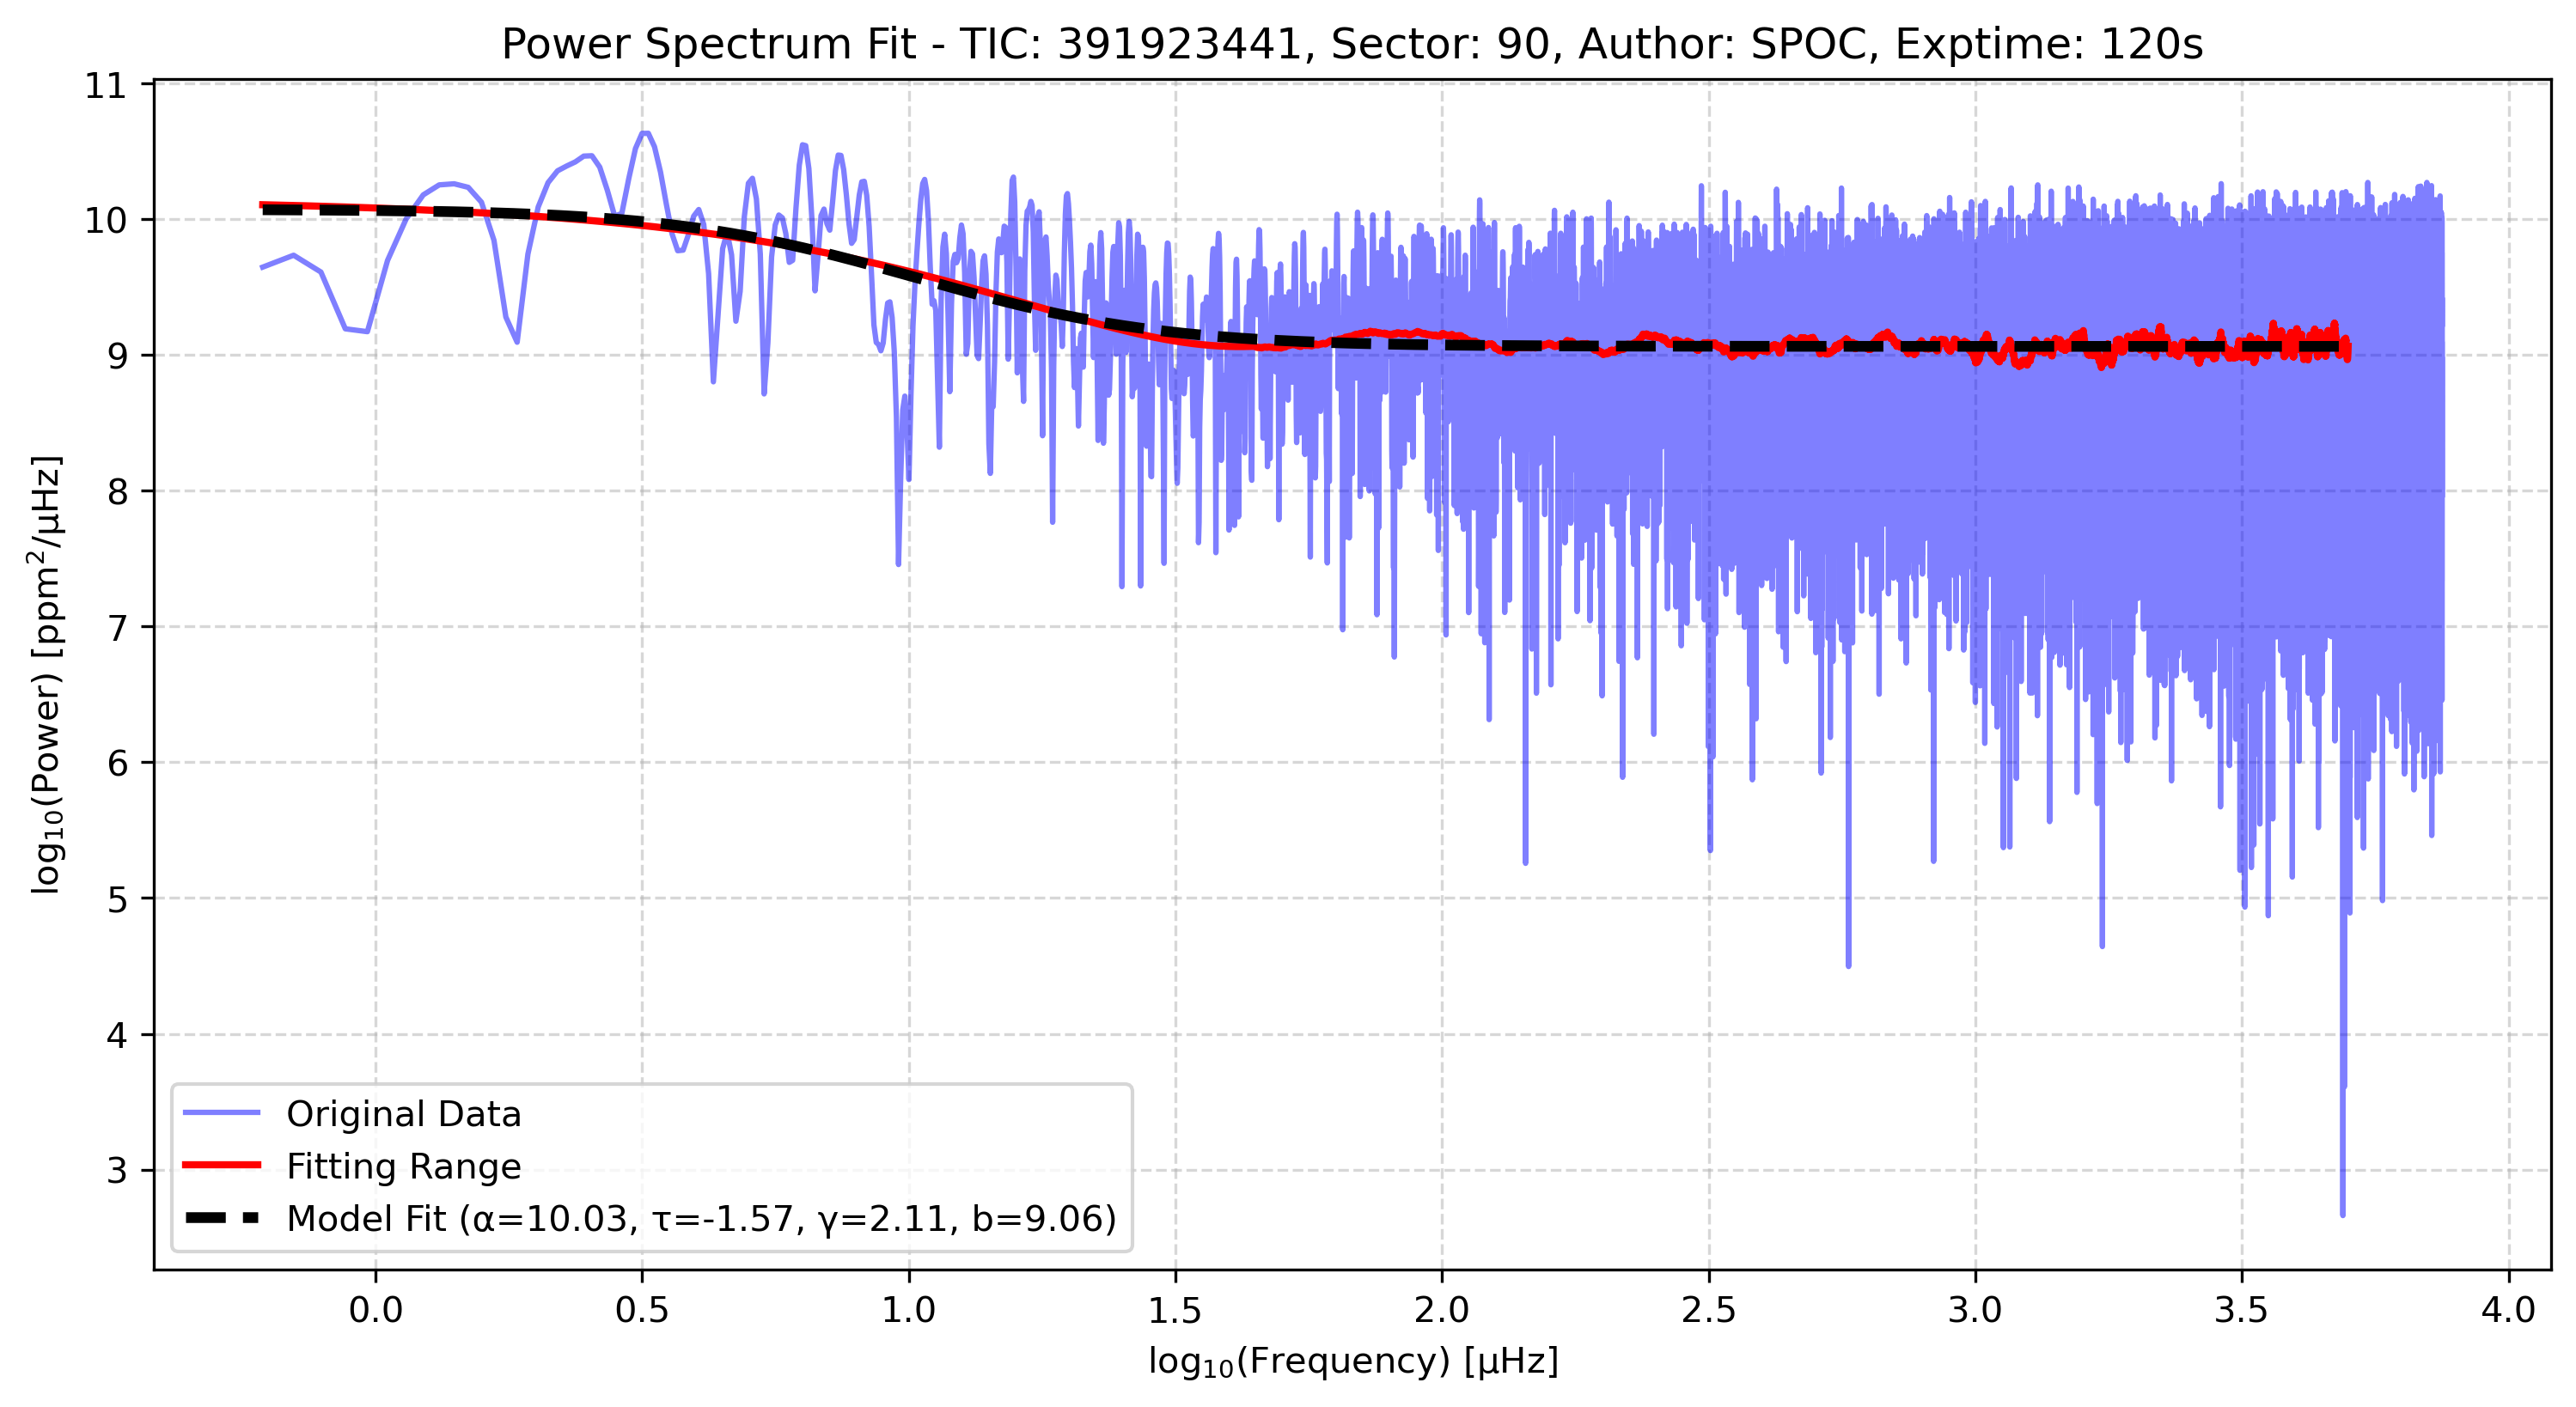 Power Spectrum Fit - TIC: 391923441, Sector: 90, Author: SPOC, Exptime: 120s
log₁₀(Power) [ppm²/μHz]
11
10
9
8
7
6
5
4
3
Original Data
Fitting Range
Model Fit (α=10.03, τ=-1.57, γ=2.11, b=9.06)
0.0 0.5 1.0 1.5 2.0 2.5 3.0 3.5 4.0
log₁₀(Frequency) [μHz]